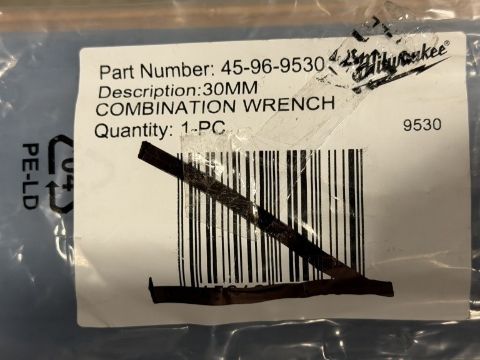 Part Number: 45-96-9530
Milwaukee®
Description:30MM
COMBINATION WRENCH
Quantity: 1-PC
9530
04
PE-LD